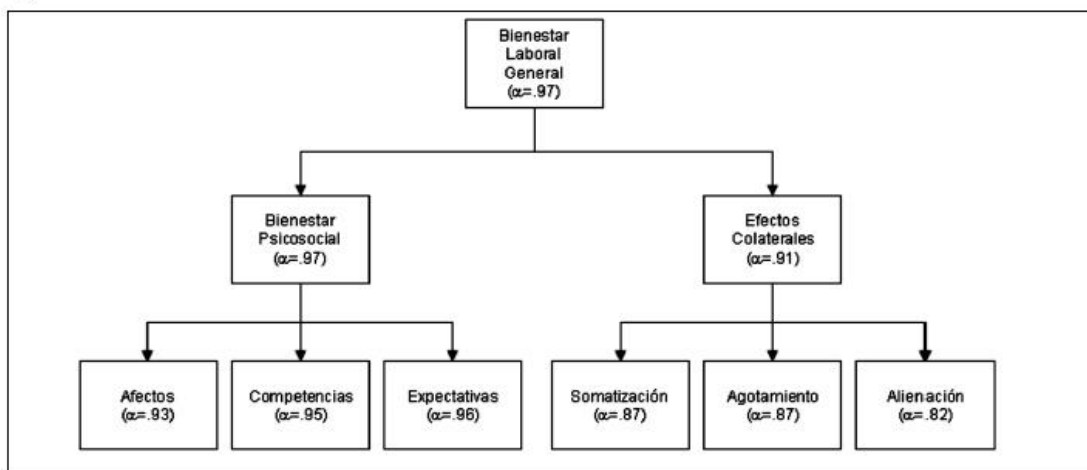 Bienestar
Laboral
General
(α=.97)
Bienestar
Psicosocial
(α=.97)
Efectos
Colaterales
(α=.91)
Afectos
(α=.93)
Competencias
(α=.95)
Expectativas
(α=.96)
Somatización
(α=.87)
Agotamiento
(α=.87)
Alienación
(α=.82)